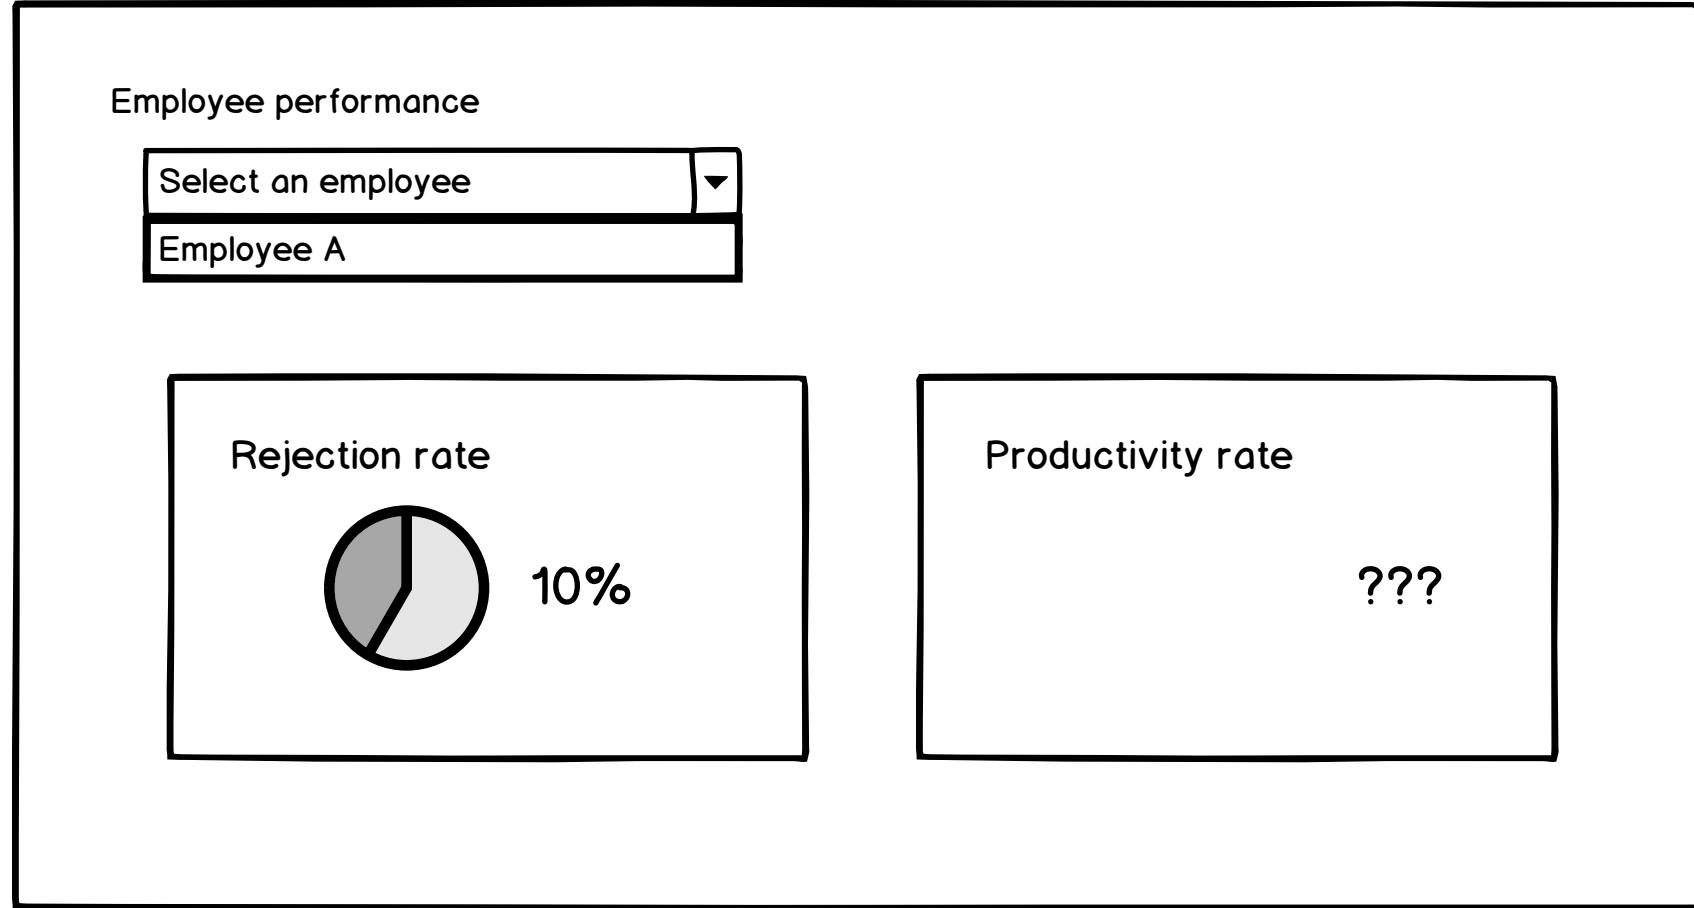 Employee performance
Select an employee
Employee A
Rejection rate
10%
Productivity rate
???